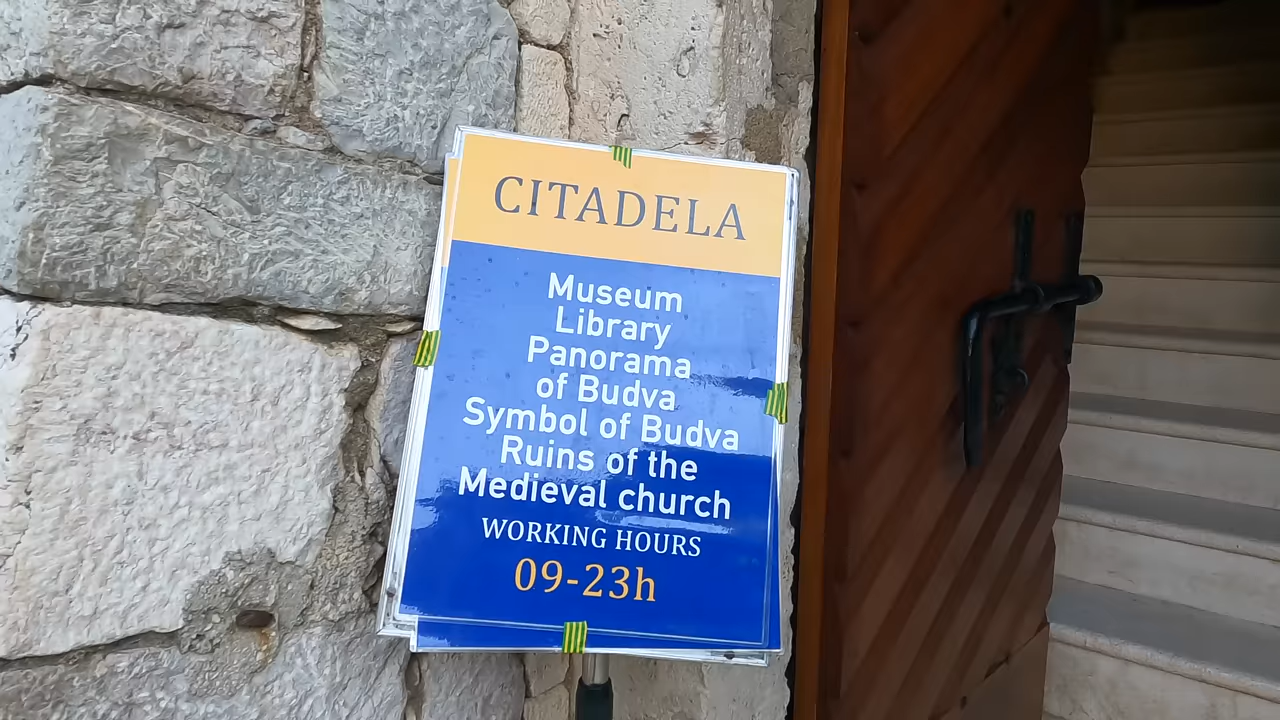 CITADELA
Museum
Library
Panorama
of Budva
Symbol of Budva
Ruins of the
Medieval church
WORKING HOURS
09-23h